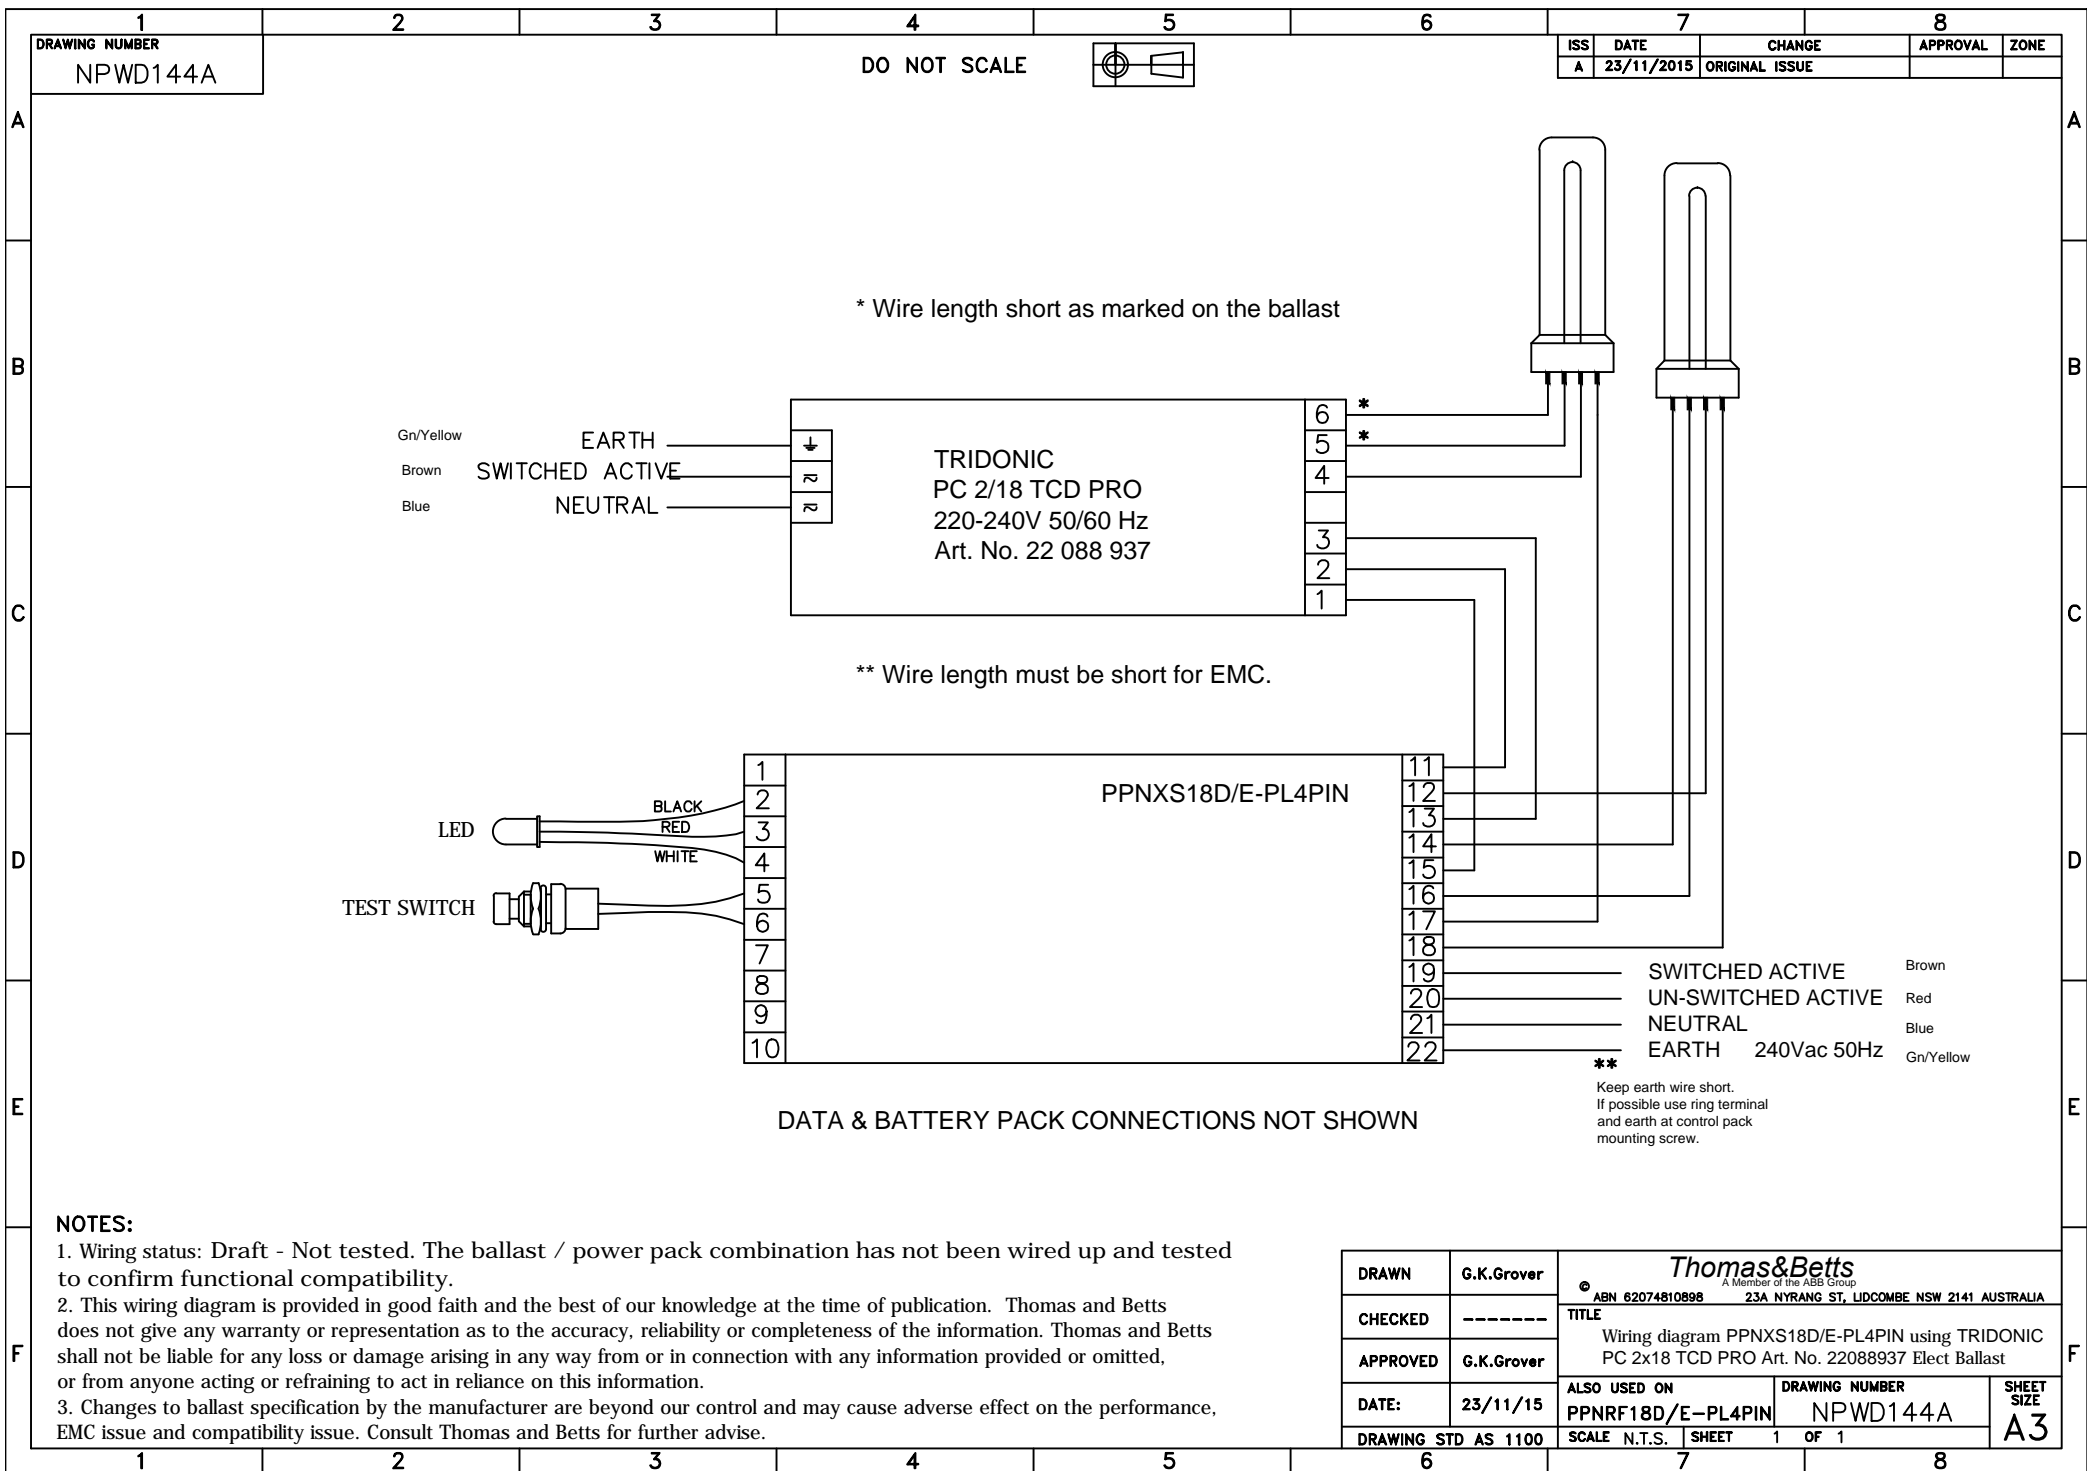 1 2 3 4 5 6 7 8
DRAWING NUMBER
NPWD144A
DO NOT SCALE
ISS DATE CHANGE APPROVAL ZONE
A 23/11/2015 ORIGINAL ISSUE
A A
* Wire length short as marked on the ballast
B B
Gn/Yellow EARTH
Brown SWITCHED ACTIVE
Blue NEUTRAL
TRIDONIC
PC 2/18 TCD PRO
220-240V 50/60 Hz
Art. No. 22 088 937
6 *
5 *
4
3
2
1
C C
** Wire length must be short for EMC.
PPNXS18D/E-PL4PIN
LED
BLACK
RED
WHITE
TEST SWITCH
1
2
3
4
5
6
7
8
9
10
11
12
13
14
15
16
17
18
19
20
21
22
D D
SWITCHED ACTIVE Brown
UN-SWITCHED ACTIVE Red
NEUTRAL Blue
EARTH 240Vac 50Hz Gn/Yellow
**
Keep earth wire short.
If possible use ring terminal
and earth at control pack
mounting screw.
E E
DATA & BATTERY PACK CONNECTIONS NOT SHOWN
NOTES:
1. Wiring status: Draft - Not tested. The ballast / power pack combination has not been wired up and tested
to confirm functional compatibility.
2. This wiring diagram is provided in good faith and the best of our knowledge at the time of publication. Thomas and Betts
does not give any warranty or representation as to the accuracy, reliability or completeness of the information. Thomas and Betts
shall not be liable for any loss or damage arising in any way from or in connection with any information provided or omitted,
or from anyone acting or refraining to act in reliance on this information.
3. Changes to ballast specification by the manufacturer are beyond our control and may cause adverse effect on the performance,
EMC issue and compatibility issue. Consult Thomas and Betts for further advise.
F F
DRAWN G.K.Grover
CHECKED -------
APPROVED G.K.Grover
DATE: 23/11/15
DRAWING STD AS 1100
Thomas&Betts
A Member of the ABB Group
© ABN 62074810898 23A NYRANG ST, LIDCOMBE NSW 2141 AUSTRALIA
TITLE
Wiring diagram PPNXS18D/E-PL4PIN using TRIDONIC
PC 2x18 TCD PRO Art. No. 22088937 Elect Ballast
ALSO USED ON
PPNRF18D/E-PL4PIN
DRAWING NUMBER
NPWD144A
SHEET SIZE
A3
SCALE N.T.S. SHEET 1 OF 1
1 2 3 4 5 6 7 8